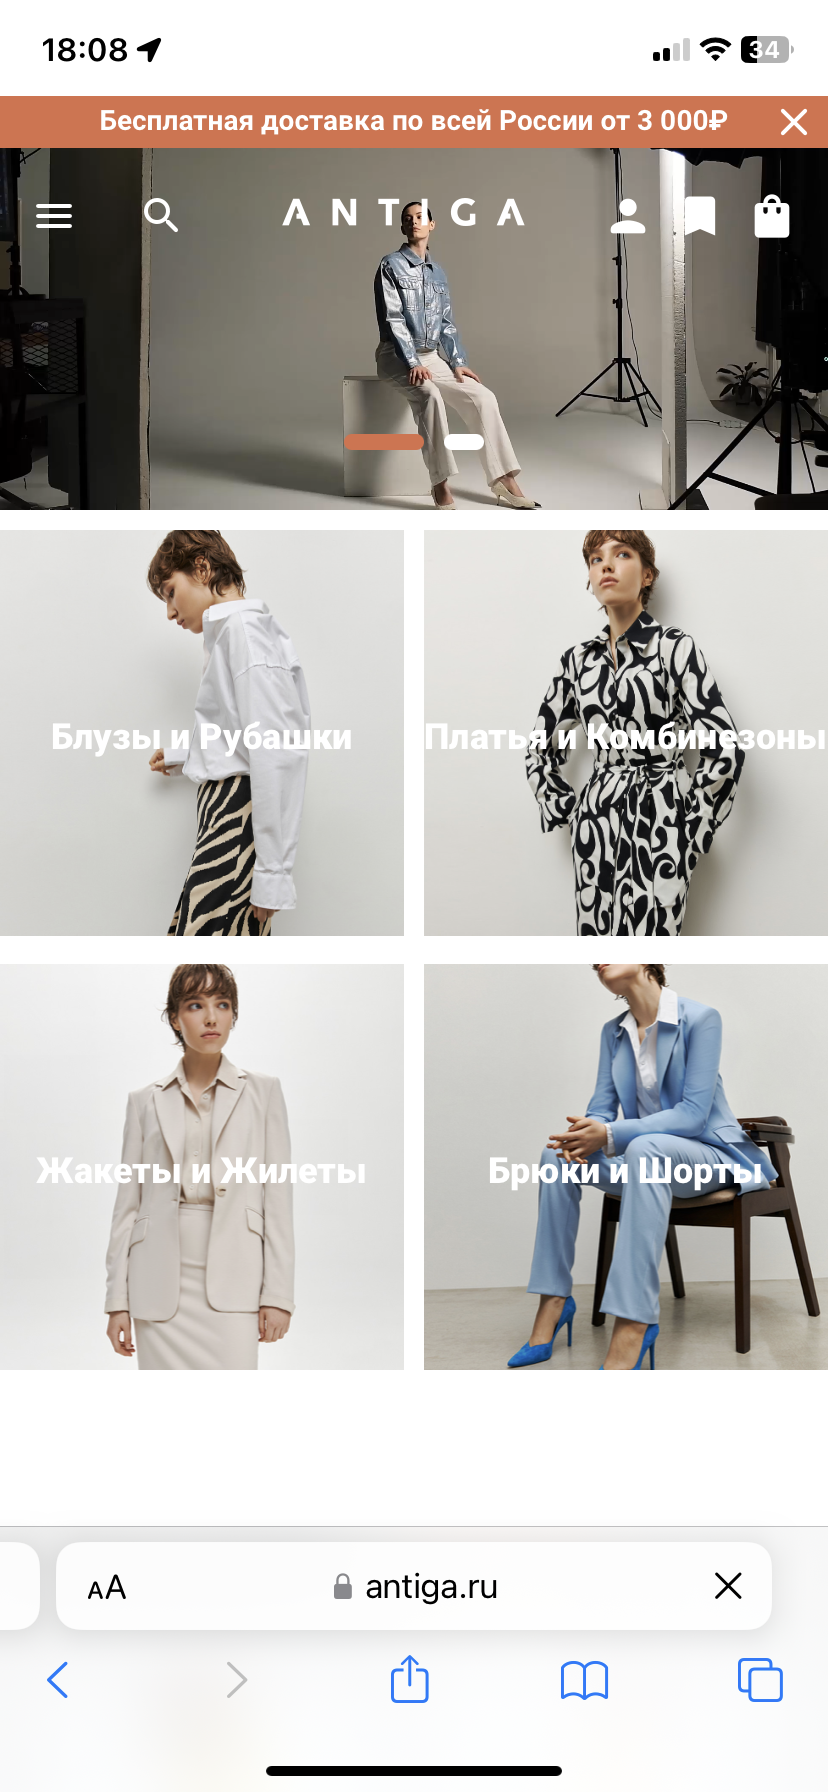 18:08
34
Бесплатная доставка по всей России от 3 000₽
ANTIGA
Блузы и Рубашки
Платья и Комбинезоны
Жакеты и Жилеты
Брюки и Шорты
AA
antiga.ru